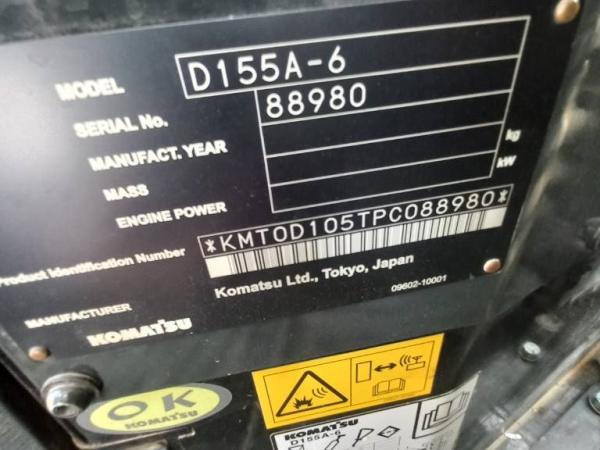 MODEL D155A-6
SERIAL No. 88980
MANUFACT. YEAR
MASS kg
ENGINE POWER kW
Product Identification Number *KMT0D105TPC088980*
MANUFACTURER Komatsu Ltd., Tokyo, Japan
KOMATSU 09602-10001
OK
KOMATSU
KOMATSU
D155A-6